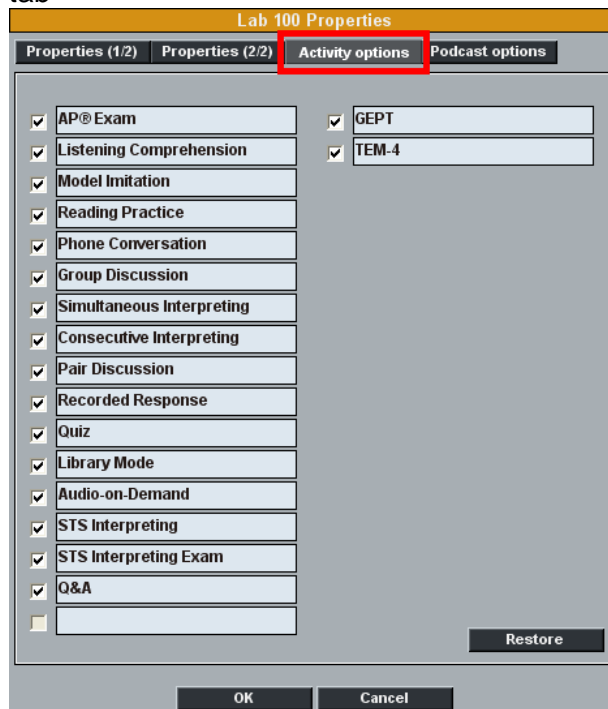 tab
Lab 100 Properties
Properties (1/2) Properties (2/2) Activity options Podcast options
AP® Exam
Listening Comprehension
Model Imitation
Reading Practice
Phone Conversation
Group Discussion
Simultaneous Interpreting
Consecutive Interpreting
Pair Discussion
Recorded Response
Quiz
Library Mode
Audio-on-Demand
STS Interpreting
STS Interpreting Exam
Q&A
GEPT
TEM-4
Restore
OK Cancel